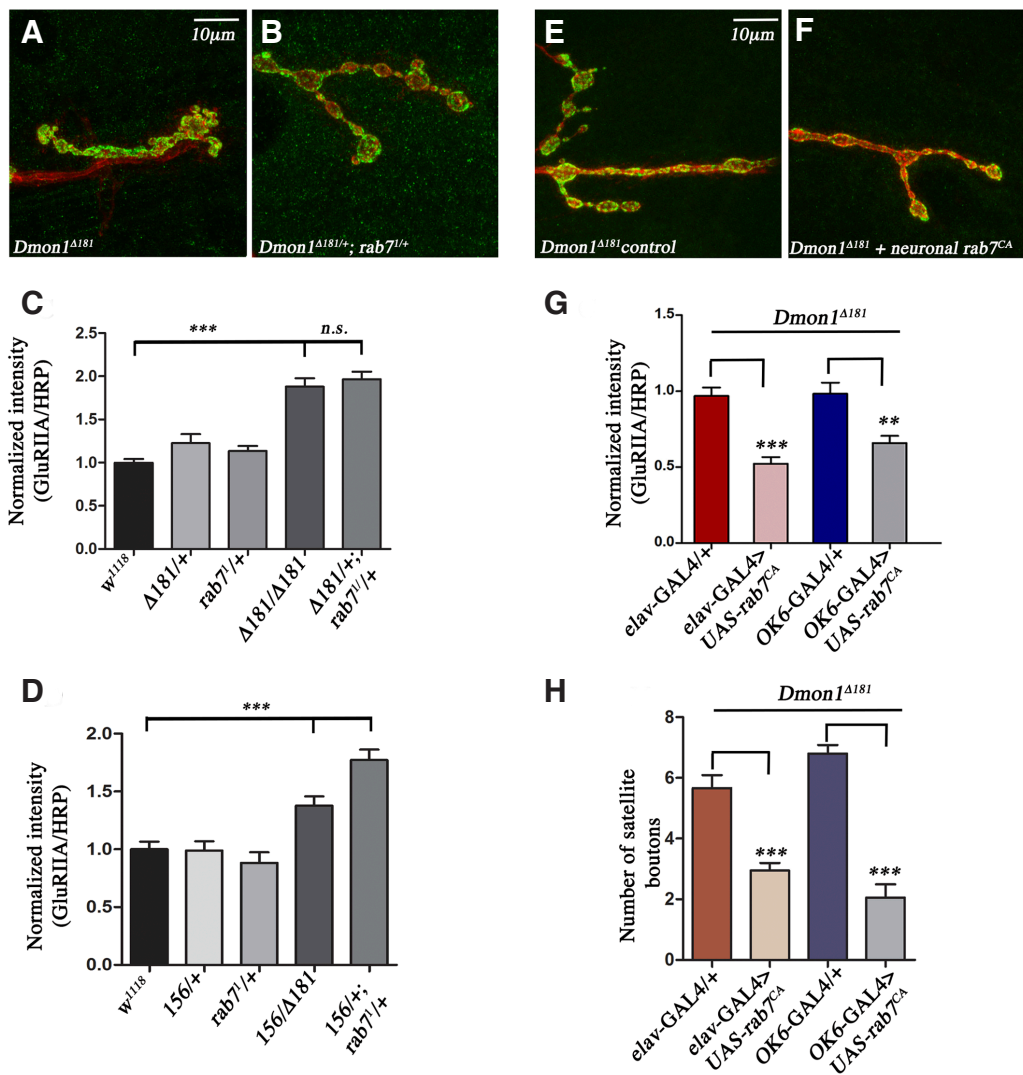 A
10μm
Dmon1Δ181
B
Dmon1Δ181/+; rab71/+
E
10μm
Dmon1Δ181control
F
Dmon1Δ181 + neuronal rab7CA
C
Normalized intensity
(GluRIIA/HRP)
2.5
2.0
1.5
1.0
0.5
0.0
***
n.s.
w1118
Δ181/+
rab71/+
Δ181/Δ181
Δ181/+;
rab71/+
G
Normalized intensity
(GluRIIA/HRP)
1.5
1.0
0.5
0.0
Dmon1Δ181
***
**
elav-GAL4/+
elav-GAL4>
UAS-rab7CA
OK6-GAL4/+
OK6-GAL4>
UAS-rab7CA
D
Normalized intensity
(GluRIIA/HRP)
2.0
1.5
1.0
0.5
0.0
***
w1118
156/+
rab71/+
156/Δ181
156/+;
rab71/+
H
Number of satellite
boutons
8
6
4
2
0
Dmon1Δ181
***
***
elav-GAL4/+
elav-GAL4>
UAS-rab7CA
OK6-GAL4/+
OK6-GAL4>
UAS-rab7CA